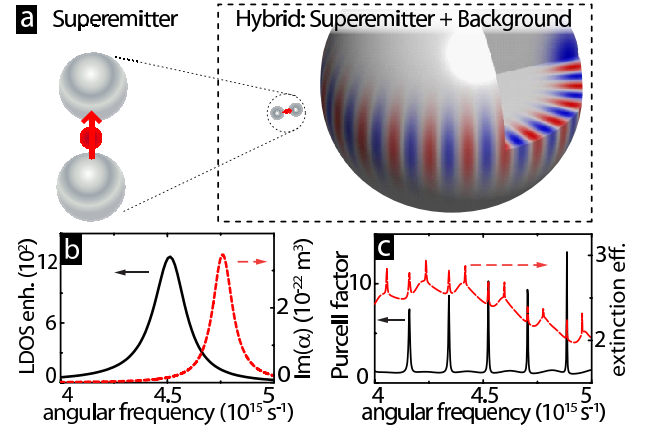 a Superemitter
Hybrid: Superemitter + Background
b
LDOS enh. (10²)
12
6
0
Im(α) (10⁻²² m³)
2
0
4 4.5 5
angular frequency (10¹⁵ s⁻¹)
c
Purcell factor
10
0
extinction eff.
3
2
4 4.5 5
angular frequency (10¹⁵ s⁻¹)